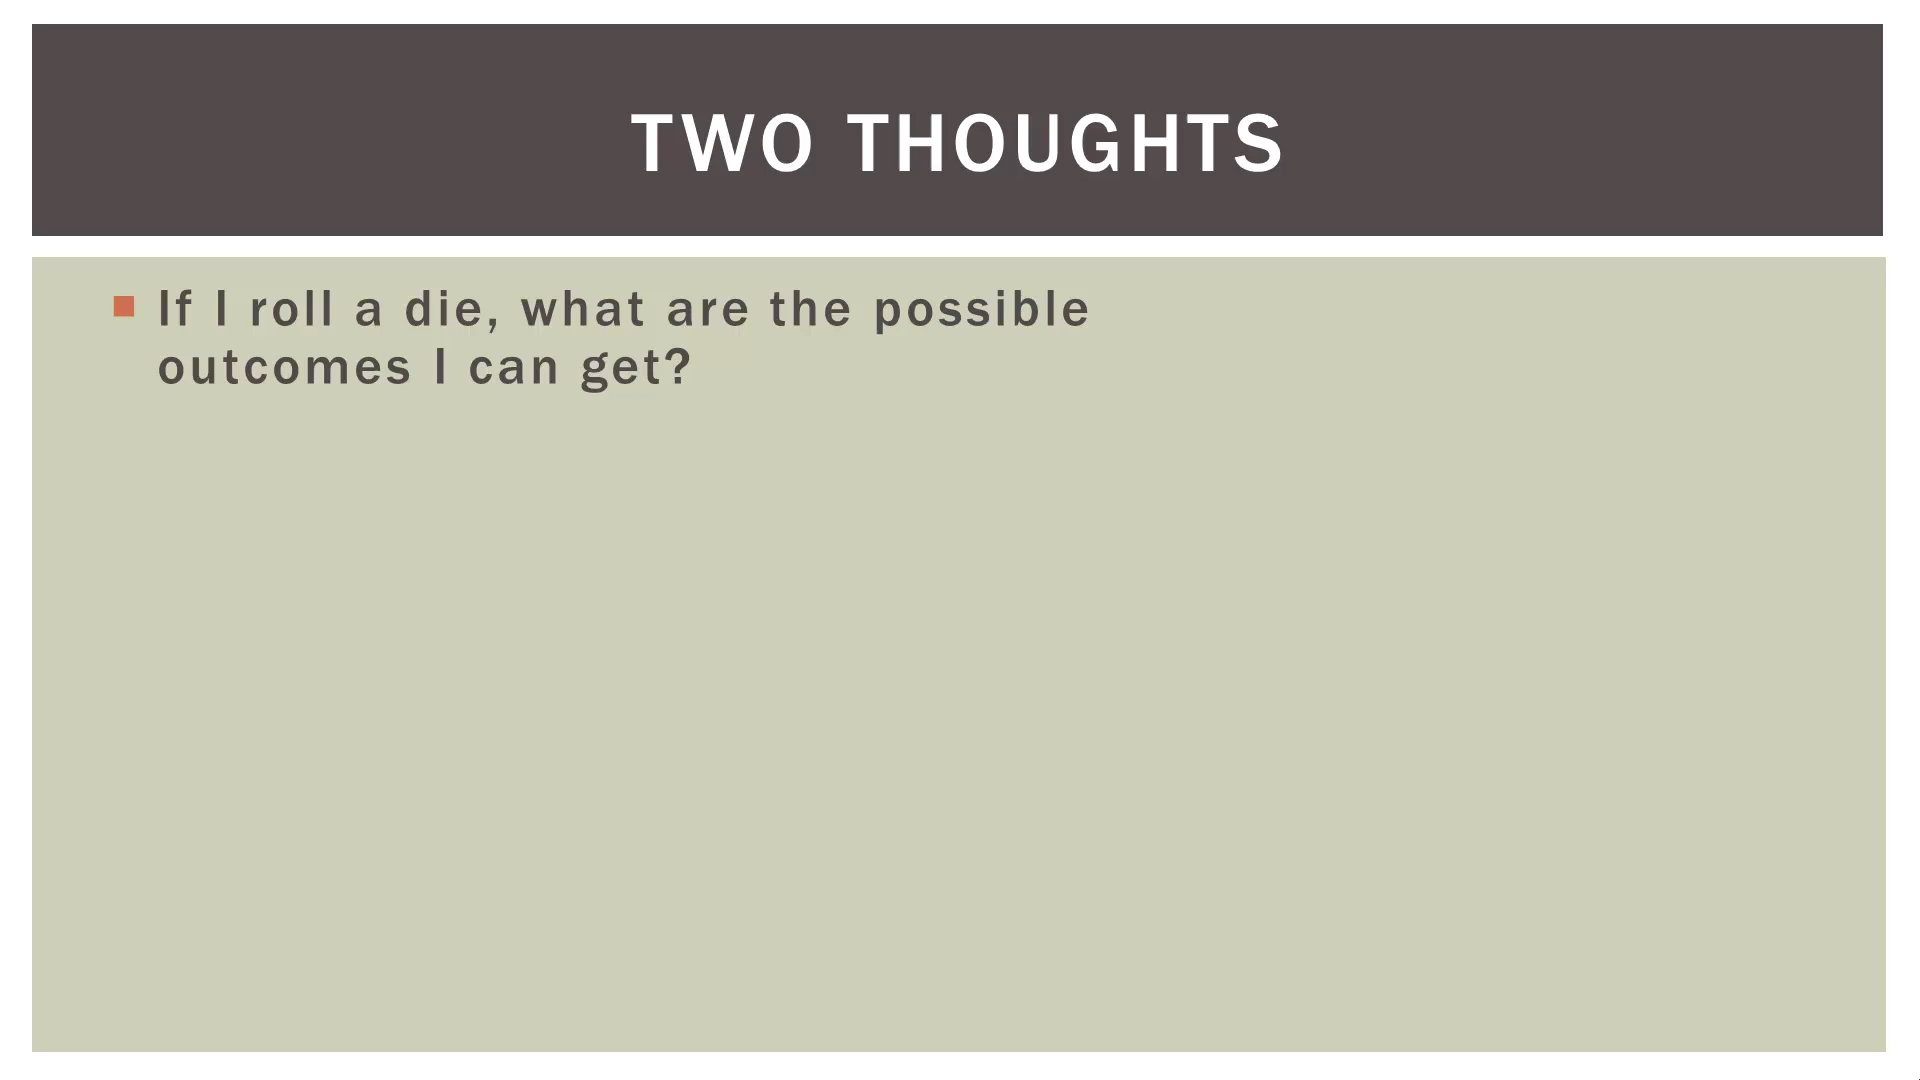 TWO THOUGHTS
If I roll a die, what are the possible
outcomes I can get?